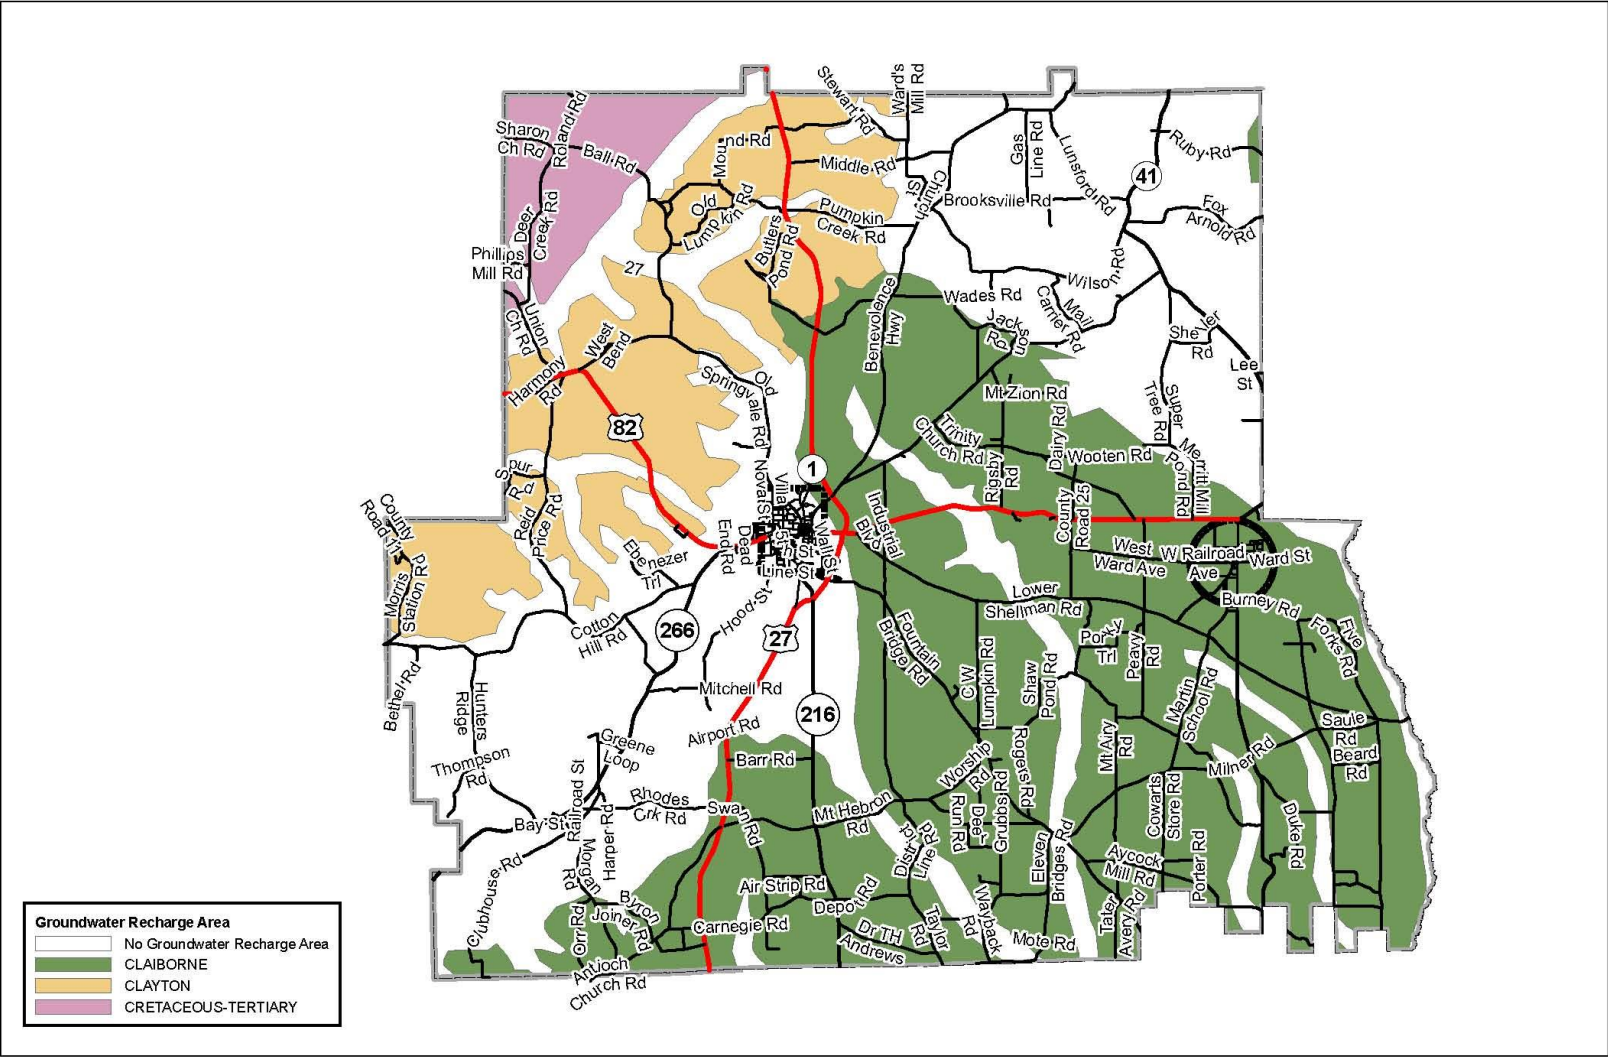 Stewart Rd
Ward's
Mill Rd
Sharon
Ch Rd
Roland Rd
Ball Rd
Mound Rd
Middle Rd
Gas
Line Rd
Lunsford Rd
Ruby Rd
41
Old
Lumpkin Rd
Pumpkin
Creek Rd
Church
St
Brooksville Rd
Fox
Arnold Rd
Deer
Creek Rd
Phillips
Mill Rd
Butlers
Pond Rd
27
Wilson Rd
Wades Rd
Mail
Carrier Rd
Union
Ch Rd
West
Bend
Benevolence
Hwy
Jackson
Rd
Shelver
Rd
Lee
St
Harmony
Rd
Old
Springvale Rd
Mt Zion Rd
Super
Tree Rd
82
Trinity
Church Rd
Dairy Rd
Wooten Rd
Merritt Mill
Pond Rd
1
Rigsby
Rd
Spur
Rd
Nova St
Villa
Reid
Price Rd
County
Road
Industrial
Blvd
County
Road 25
Dead
End Rd
Wall St
Ebenezer
Trl
Line St
West
Ward Ave
W Railroad
Ave
Ward St
Morris
Station Rd
Lower
Shellman Rd
Burney Rd
Hood St
Cotton
Hill Rd
266
27
Fountain
Bridge Rd
Porky
Trl
Peavy
Rd
Five
Forks Rd
Bethel Rd
Hunters
Ridge
Mitchell Rd
C W
Lumpkin Rd
Shaw
Pond Rd
Martin
School Rd
216
Airport Rd
Saule
Rd
Greene
Loop
Thompson
Rd
Barr Rd
Worship
Rd
Rogers Rd
Mt Airy
Rd
Milner Rd
Beard
Rd
Railroad St
Rhodes
Crk Rd
Swan Rd
Mt Hebron
Rd
Bay St
Harper Rd
Morgan
Rd
Deer
Run Rd
Grubbs Rd
Cowarts
Store Rd
Duke Rd
District
Line Rd
Eleven
Bridges Rd
Aycock
Mill Rd
Porter Rd
Clubhouse Rd
Air Strip Rd
Depot Rd
Byron
Joiner Rd
Orr Rd
Carnegie Rd
Dr TH
Andrews
Taylor
Rd
Wayback
Rd
Mote Rd
Tater
Avery Rd
Antioch
Church Rd
Groundwater Recharge Area
No Groundwater Recharge Area
CLAIBORNE
CLAYTON
CRETACEOUS-TERTIARY